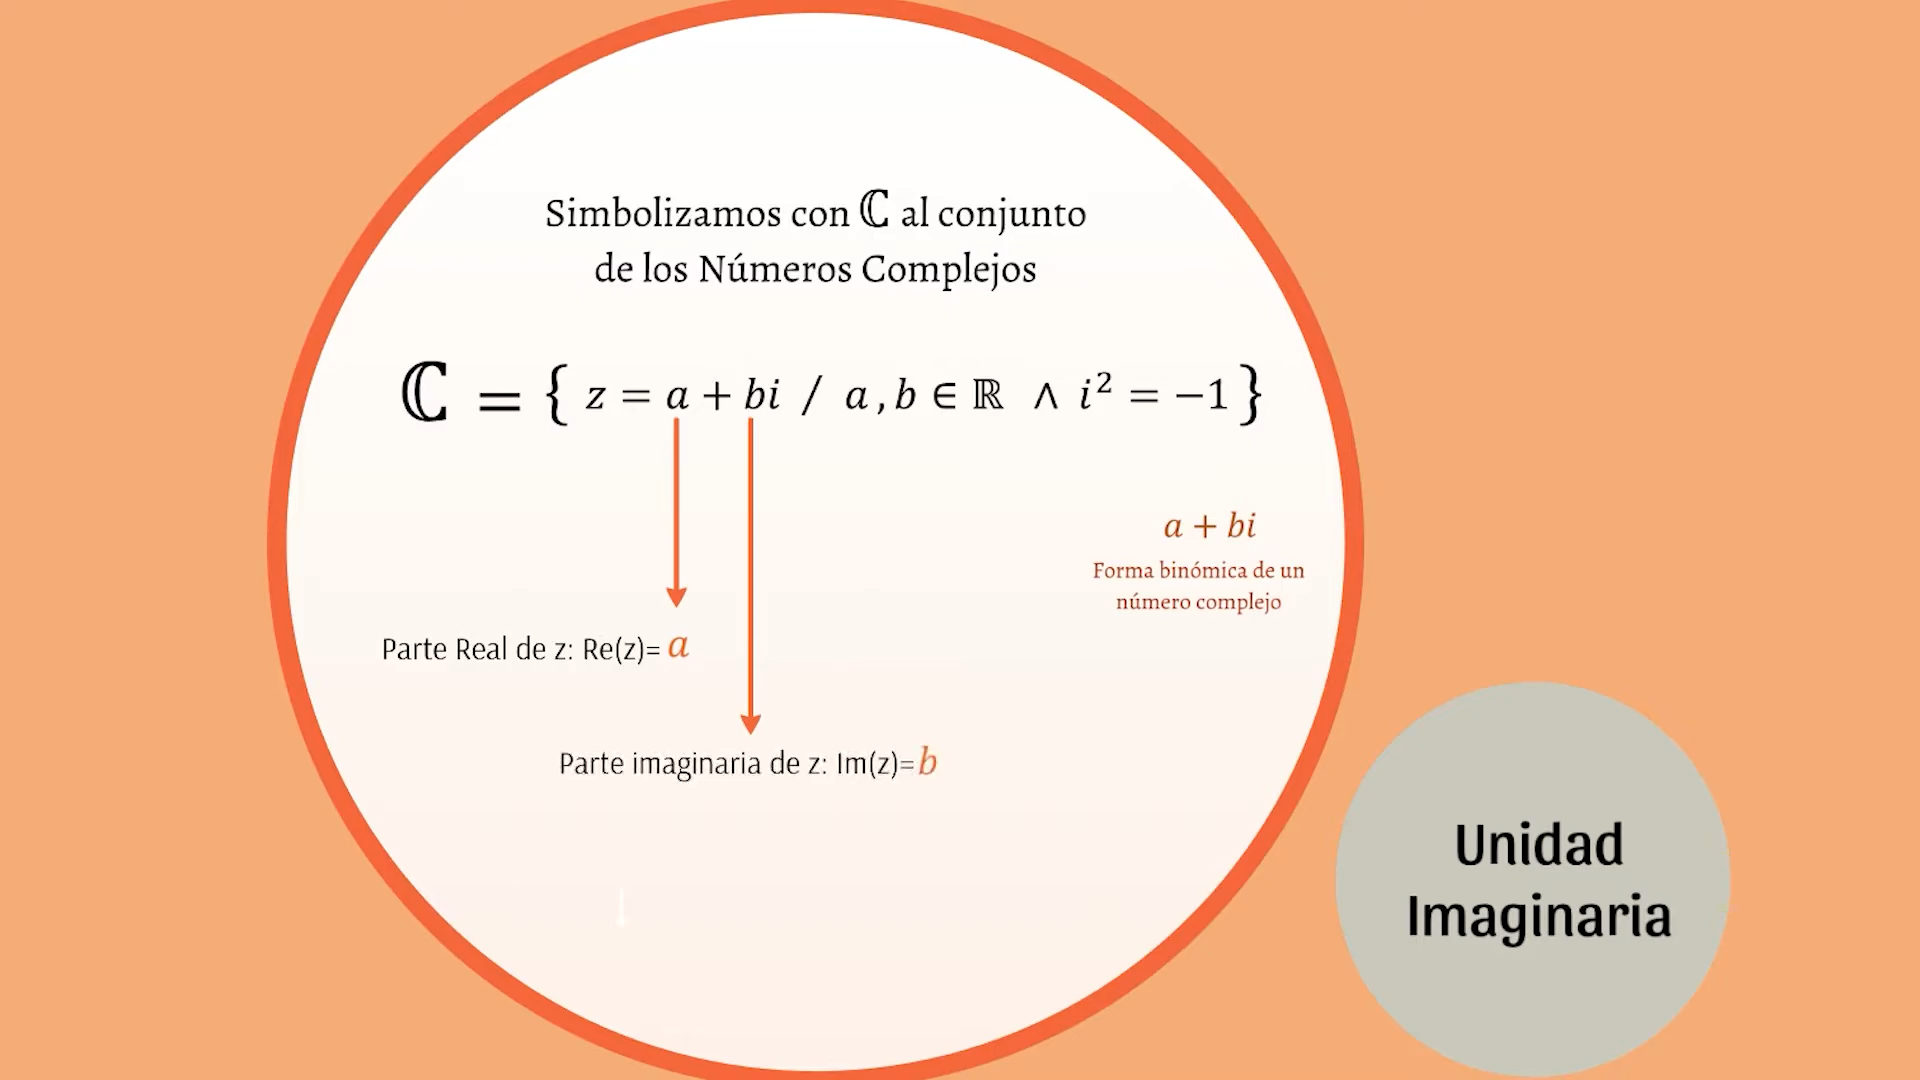 Simbolizamos con ℂ al conjunto
de los Números Complejos
ℂ = { z = a + bi / a , b ∈ ℝ ∧ i² = −1 }
a + bi
Forma binómica de un
número complejo
Parte Real de z: Re(z)= a
Parte imaginaria de z: Im(z)= b
Unidad
Imaginaria